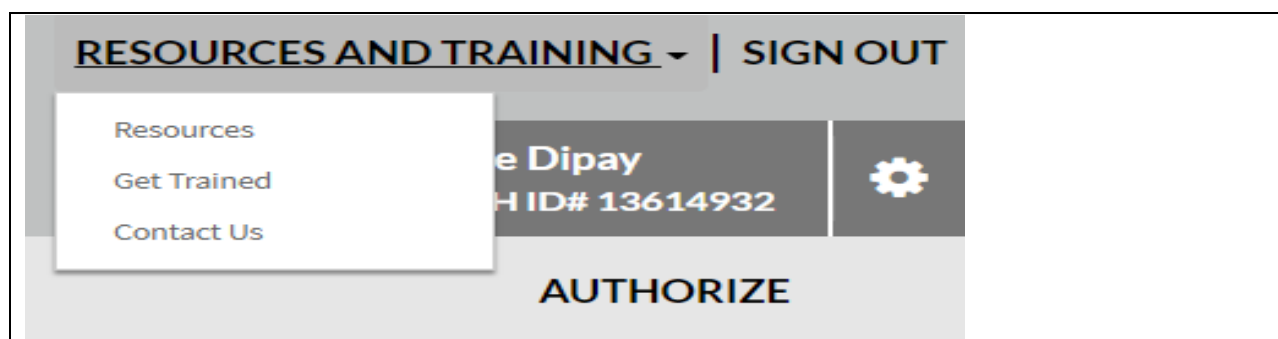 RESOURCES AND TRAINING | SIGN OUT
Resources
Get Trained
Contact Us
e Dipay
H ID# 13614932
AUTHORIZE